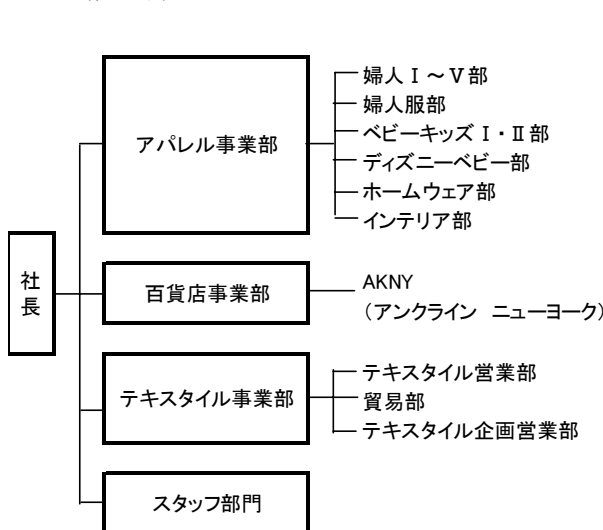 アパレル事業部
婦人Ⅰ～Ⅴ部
婦人服部
ベビーキッズⅠ・Ⅱ部
ディズニーベビー部
ホームウェア部
インテリア部
社長
百貨店事業部
AKNY
（アンクライン　ニューヨーク）
テキスタイル事業部
テキスタイル営業部
貿易部
テキスタイル企画営業部
スタッフ部門